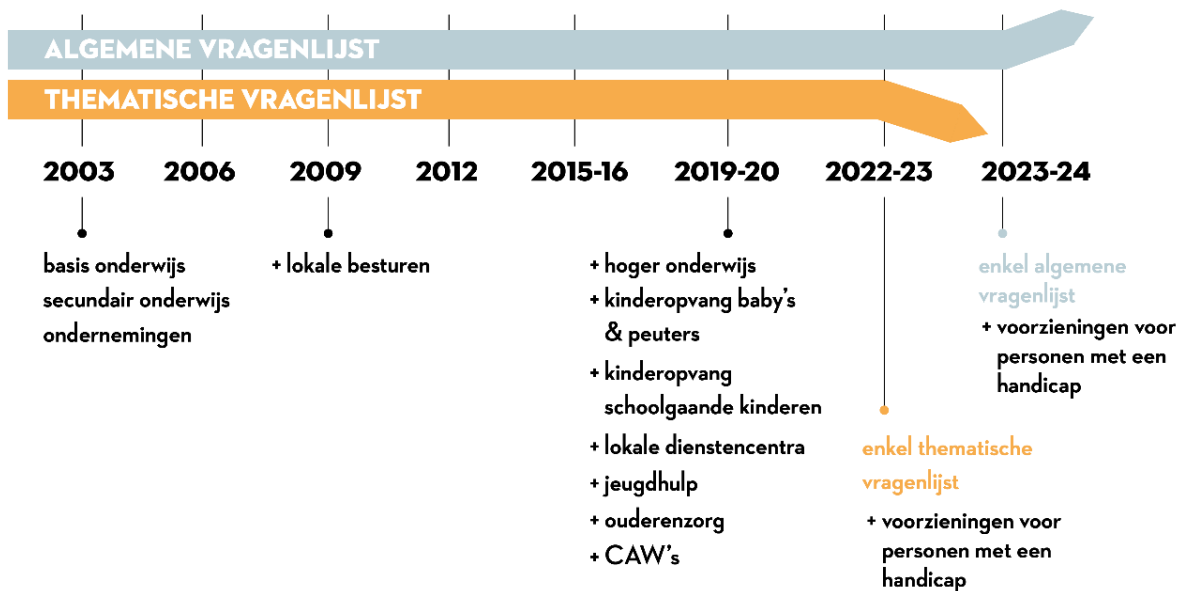 ALGEMENE VRAGENLIJST
THEMATISCHE VRAGENLIJST
2003
2006
2009
2012
2015-16
2019-20
2022-23
2023-24
basis onderwijs
secundair onderwijs
ondernemingen
+ lokale besturen
+ hoger onderwijs
+ kinderopvang baby's
& peuters
+ kinderopvang
schoolgaande kinderen
+ lokale dienstencentra
+ jeugdhulp
+ ouderenzorg
+ CAW's
enkel thematische
vragenlijst
+ voorzieningen voor
personen met een
handicap
enkel algemene
vragenlijst
+ voorzieningen voor
personen met een
handicap